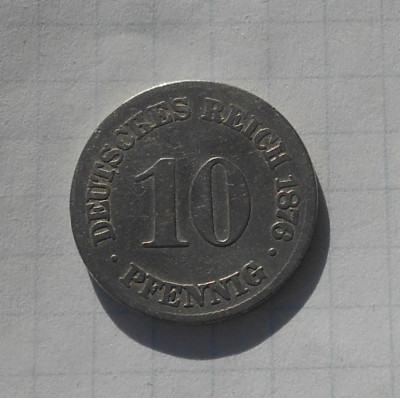 DEUTSCHES REICH 1876
10
· PFENNIG ·